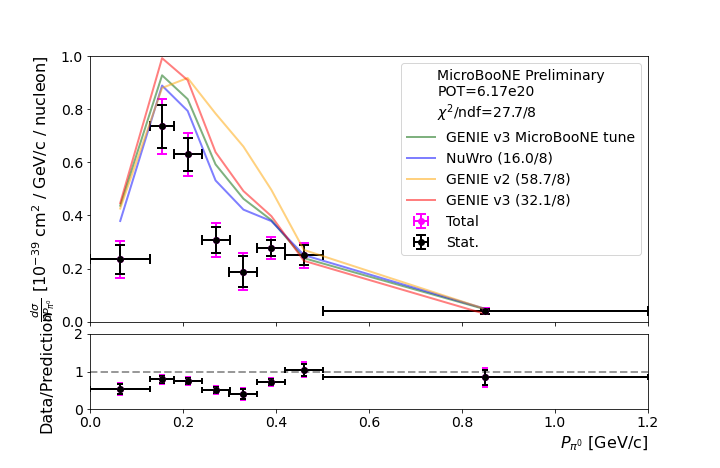 MicroBooNE Preliminary
POT=6.17e20
χ²/ndf=27.7/8
GENIE v3 MicroBooNE tune
NuWro (16.0/8)
GENIE v2 (58.7/8)
GENIE v3 (32.1/8)
Total
Stat.
1.0
0.8
0.6
0.4
0.2
0.0
dσ/dp_π⁰ [10⁻³⁹ cm² / GeV/c / nucleon]
2
1
0
Data/Prediction
0.0 0.2 0.4 0.6 0.8 1.0 1.2
P_π⁰ [GeV/c]